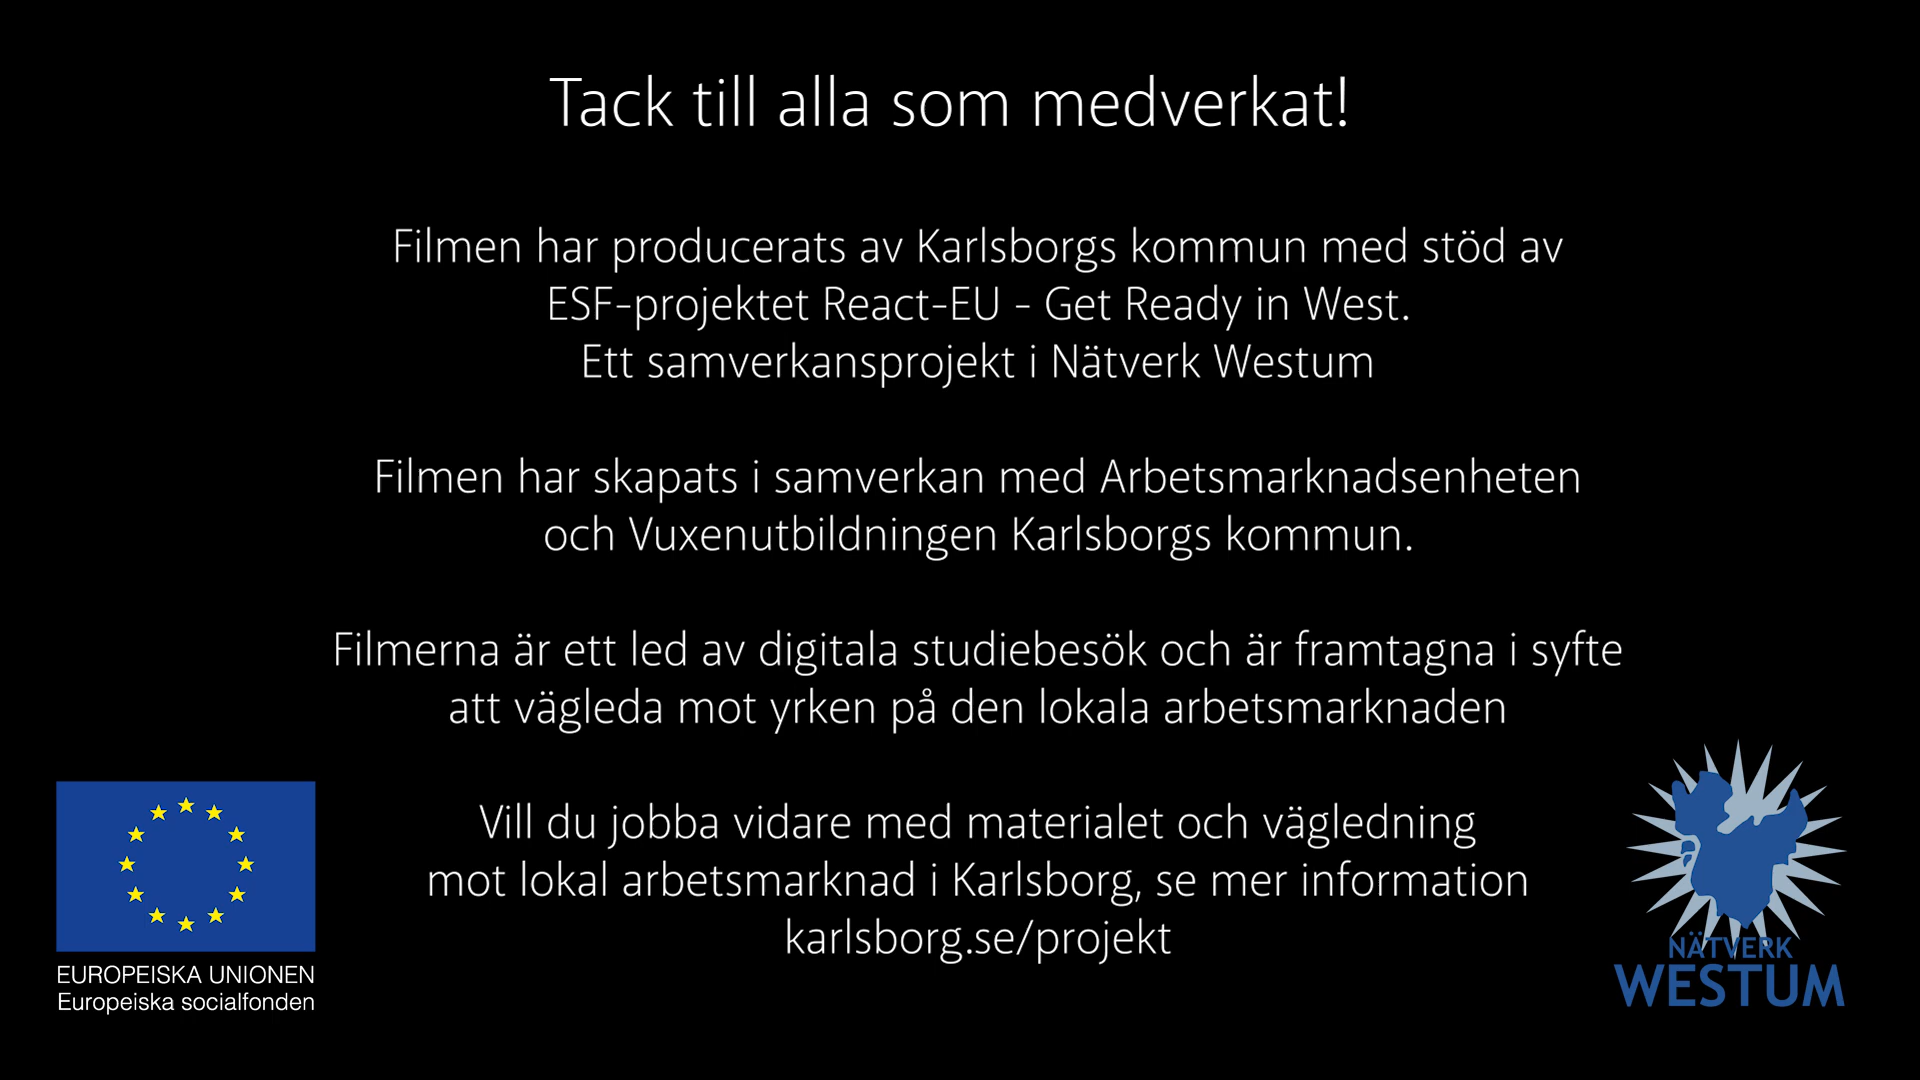 Tack till alla som medverkat!
Filmen har producerats av Karlsborgs kommun med stöd av
ESF-projektet React-EU - Get Ready in West.
Ett samverkansprojekt i Nätverk Westum
Filmen har skapats i samverkan med Arbetsmarknadsenheten
och Vuxenutbildningen Karlsborgs kommun.
Filmerna är ett led av digitala studiebesök och är framtagna i syfte
att vägleda mot yrken på den lokala arbetsmarknaden
Vill du jobba vidare med materialet och vägledning
mot lokal arbetsmarknad i Karlsborg, se mer information
karlsborg.se/projekt
EUROPEISKA UNIONEN
Europeiska socialfonden
NÄTVERK
WESTUM